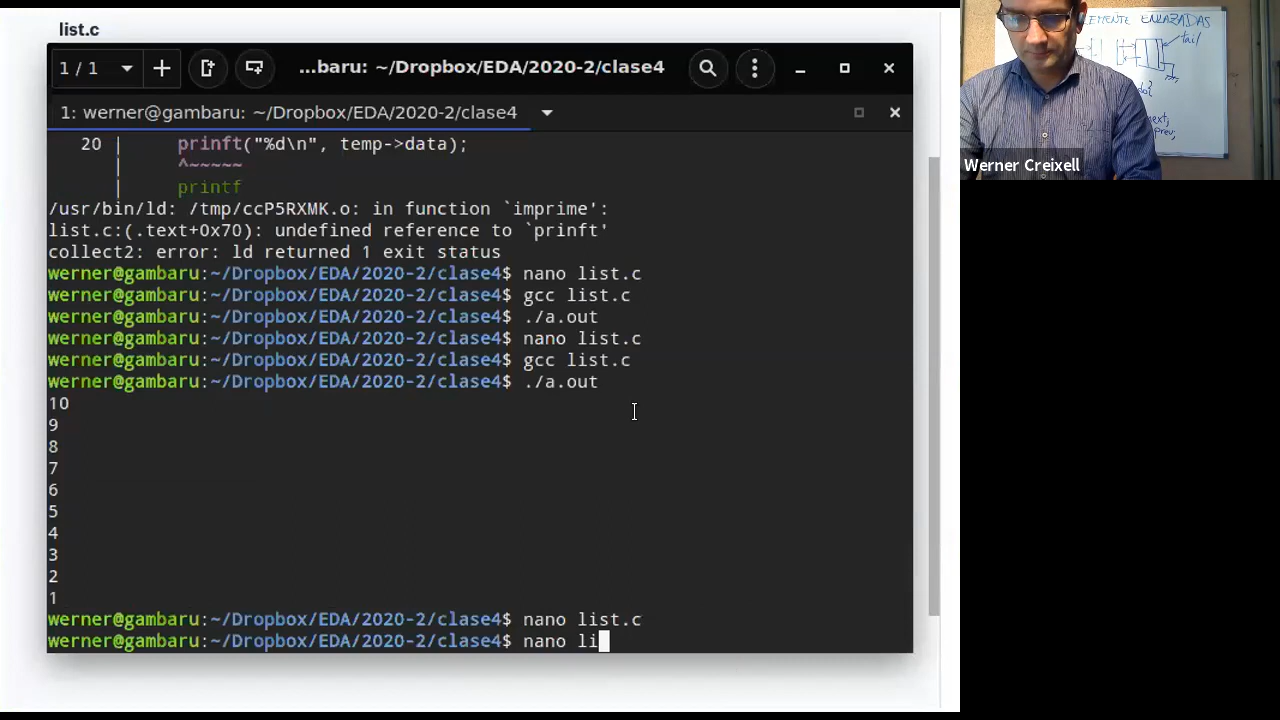 list.c
1 / 1
...baru: ~/Dropbox/EDA/2020-2/clase4
1: werner@gambaru: ~/Dropbox/EDA/2020-2/clase4
20 | prinft("%d\n", temp->data);
| ^~~~~~
| printf
/usr/bin/ld: /tmp/ccP5RXMK.o: in function `imprime':
list.c:(.text+0x70): undefined reference to `prinft'
collect2: error: ld returned 1 exit status
werner@gambaru:~/Dropbox/EDA/2020-2/clase4$ nano list.c
werner@gambaru:~/Dropbox/EDA/2020-2/clase4$ gcc list.c
werner@gambaru:~/Dropbox/EDA/2020-2/clase4$ ./a.out
werner@gambaru:~/Dropbox/EDA/2020-2/clase4$ nano list.c
werner@gambaru:~/Dropbox/EDA/2020-2/clase4$ gcc list.c
werner@gambaru:~/Dropbox/EDA/2020-2/clase4$ ./a.out
10
9
8
7
6
5
4
3
2
1
werner@gambaru:~/Dropbox/EDA/2020-2/clase4$ nano list.c
werner@gambaru:~/Dropbox/EDA/2020-2/clase4$ nano li
EMENTE ENLAZADAS
tail
next;
prev;
Werner Creixell